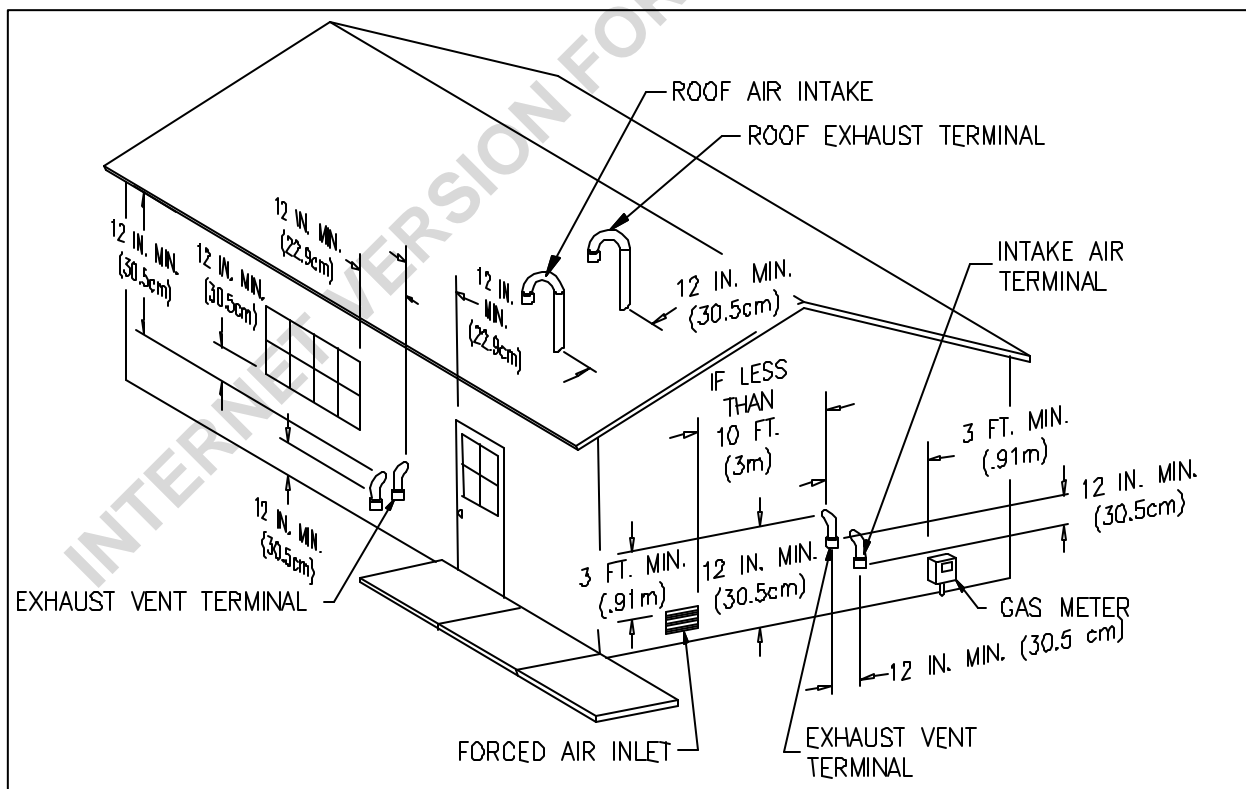 INTERNET VERSION FOR
ROOF AIR INTAKE
ROOF EXHAUST TERMINAL
12 IN. MIN.
(22.9cm)
12 IN. MIN.
(30.5cm)
12 IN. MIN.
(30.5cm)
12 IN.
MIN.
(22.9cm)
12 IN. MIN.
(30.5cm)
INTAKE AIR
TERMINAL
IF LESS
THAN
10 FT.
(3m)
3 FT. MIN.
(.91m)
12 IN. MIN.
(30.5cm)
12 IN. MIN.
(30.5cm)
3 FT. MIN.
(.91m)
12 IN. MIN.
(30.5cm)
EXHAUST VENT TERMINAL
GAS METER
12 IN. MIN. (30.5 cm)
FORCED AIR INLET
EXHAUST VENT
TERMINAL